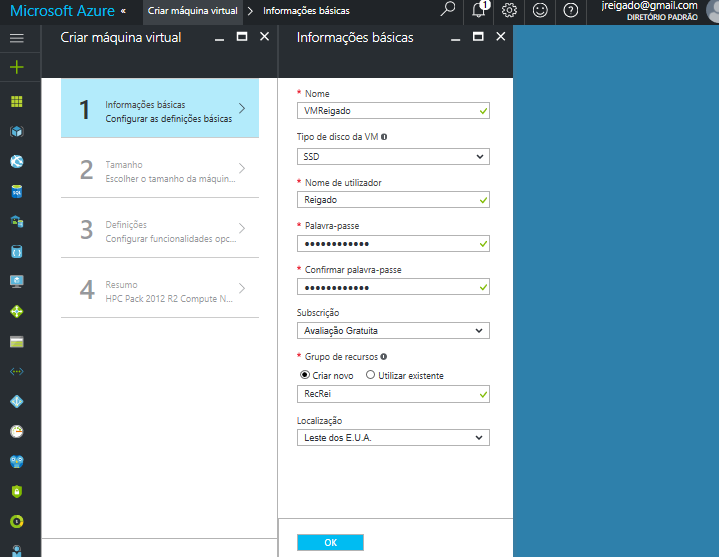 Microsoft Azure «
Criar máquina virtual
Informações básicas
1
jreigado@gmail.com
DIRETÓRIO PADRÃO
Criar máquina virtual
1
Informações básicas
Configurar as definições básicas
2
Tamanho
Escolher o tamanho da máquin...
3
Definições
Configurar funcionalidades opc...
4
Resumo
HPC Pack 2012 R2 Compute N...
Informações básicas
* Nome
VMReigado
Tipo de disco da VM
SSD
* Nome de utilizador
Reigado
* Palavra-passe
••••••••••••
* Confirmar palavra-passe
••••••••••••
Subscrição
Avaliação Gratuita
* Grupo de recursos
Criar novo Utilizar existente
RecRei
Localização
Leste dos E.U.A.
OK
SQL